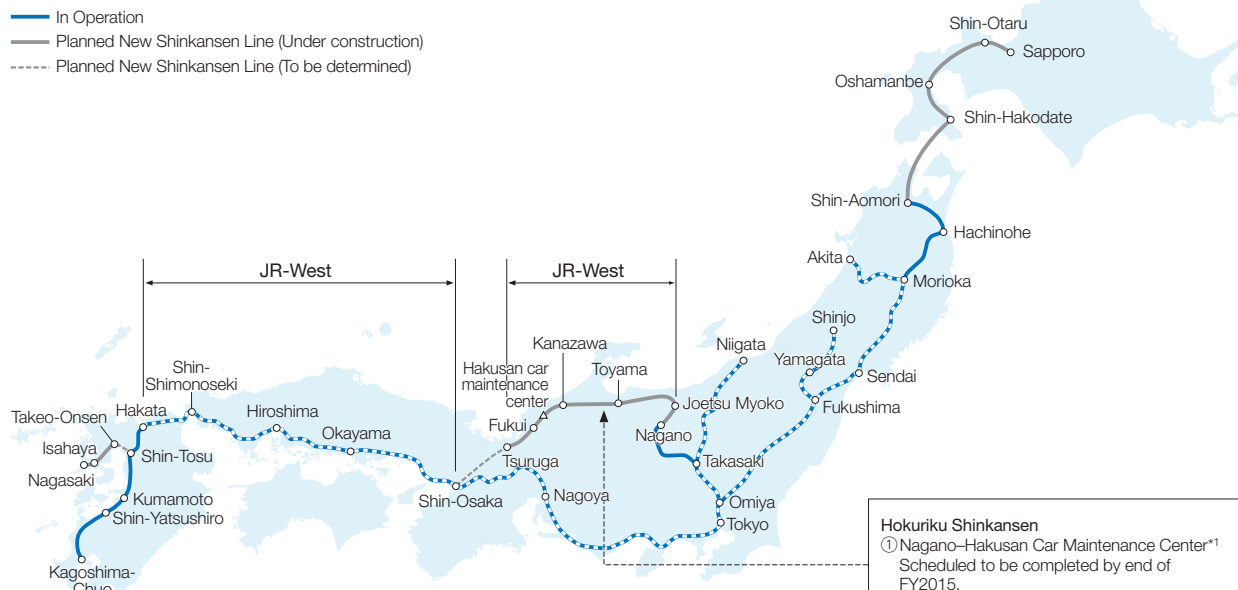 In Operation
Planned New Shinkansen Line (Under construction)
Planned New Shinkansen Line (To be determined)
Shin-Otaru
Sapporo
Oshamanbe
Shin-Hakodate
Shin-Aomori
Hachinohe
Akita
Morioka
JR-West
JR-West
Shinjo
Kanazawa
Niigata
Yamagata
Hakusan car
maintenance
center
Toyama
Sendai
Shin-
Shimonoseki
Takeo-Onsen
Hakata
Hiroshima
Joetsu Myoko
Fukushima
Fukui
Okayama
Nagano
Isahaya
Shin-Tosu
Tsuruga
Takasaki
Nagasaki
Shin-Osaka
Nagoya
Kumamoto
Omiya
Shin-Yatsushiro
Tokyo
Kagoshima-
Chuo
Hokuriku Shinkansen
①Nagano–Hakusan Car Maintenance Center*1
Scheduled to be completed by end of
FY2015.